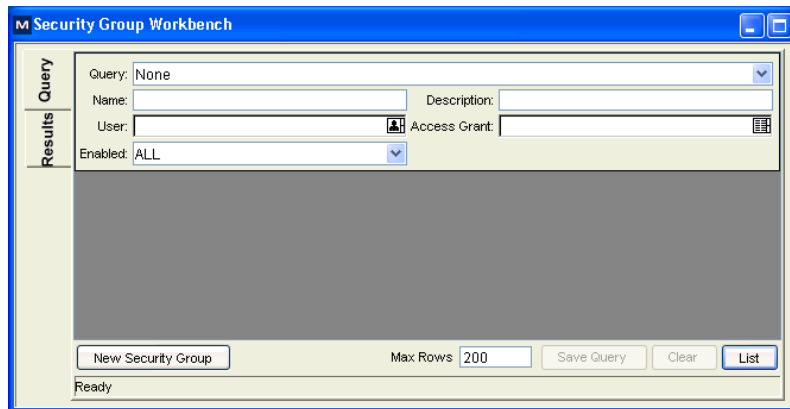 M Security Group Workbench
Query
Results
Query: None
Name: Description:
User: Access Grant:
Enabled: ALL
New Security Group Max Rows 200 Save Query Clear List
Ready